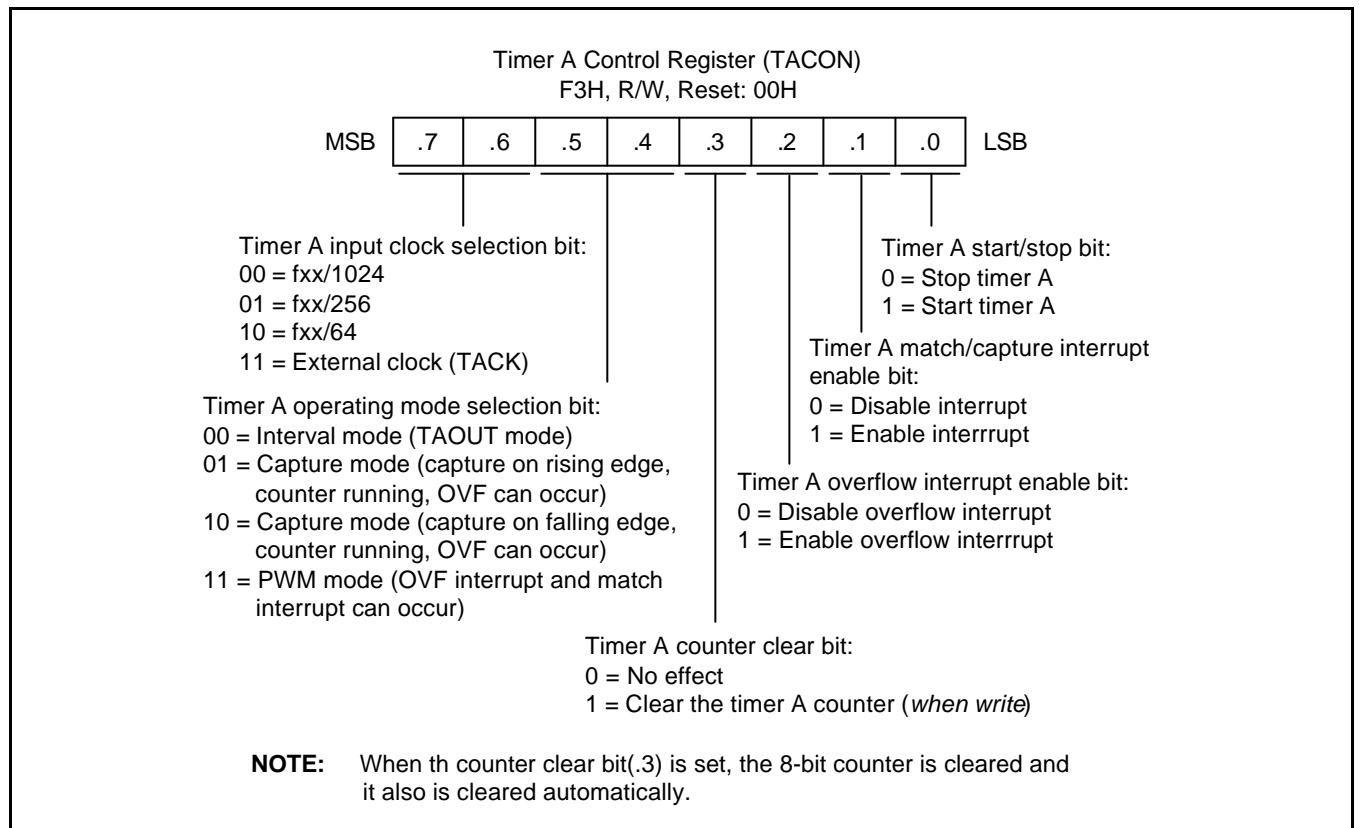 Timer A Control Register (TACON)
F3H, R/W, Reset: 00H
MSB .7 .6 .5 .4 .3 .2 .1 .0 LSB
Timer A input clock selection bit:
00 = fxx/1024
01 = fxx/256
10 = fxx/64
11 = External clock (TACK)
Timer A operating mode selection bit:
00 = Interval mode (TAOUT mode)
01 = Capture mode (capture on rising edge,
counter running, OVF can occur)
10 = Capture mode (capture on falling edge,
counter running, OVF can occur)
11 = PWM mode (OVF interrupt and match
interrupt can occur)
Timer A start/stop bit:
0 = Stop timer A
1 = Start timer A
Timer A match/capture interrupt
enable bit:
0 = Disable interrupt
1 = Enable interrrupt
Timer A overflow interrupt enable bit:
0 = Disable overflow interrupt
1 = Enable overflow interrrupt
Timer A counter clear bit:
0 = No effect
1 = Clear the timer A counter (when write)
NOTE: When th counter clear bit(.3) is set, the 8-bit counter is cleared and
it also is cleared automatically.